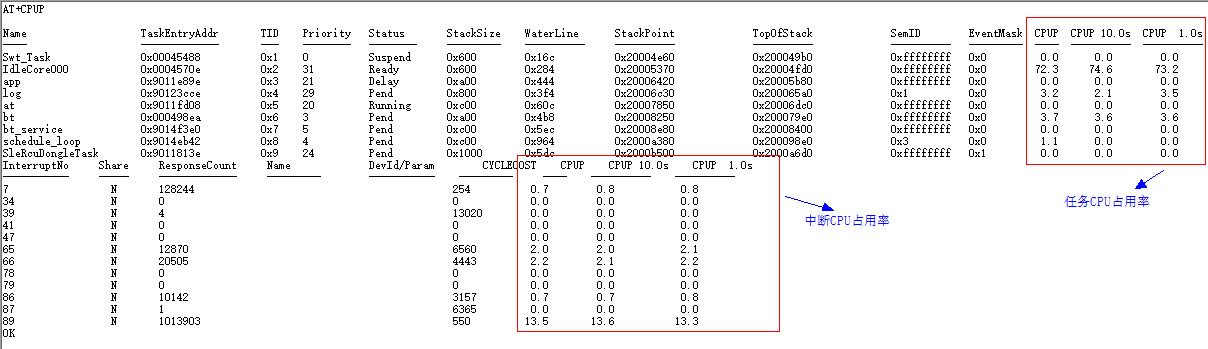 AT+CPUP
Name TaskEntryAddr TID Priority Status StackSize WaterLine StackPoint TopOfStack SemID EventMask CPUP CPUP 10.0s CPUP 1.0s
Swt_Task 0x00045488 0x1 0 Suspend 0x600 0x16c 0x20004e60 0x200049b0 0xffffffff 0x0 0.0 0.0 0.0
IdleCore000 0x0004570e 0x2 31 Ready 0x600 0x284 0x20005370 0x20004fd0 0xffffffff 0x0 72.3 74.6 73.2
app 0x9011e89e 0x3 21 Delay 0xa00 0x444 0x20006420 0x20005b80 0xffffffff 0x0 0.0 0.0 0.0
log 0x90123cce 0x4 29 Pend 0x800 0x3f4 0x20006c30 0x200065a0 0x1 0x0 3.2 2.1 3.5
at 0x9011fd08 0x5 20 Running 0xc00 0x60c 0x20007850 0x20006dc0 0xffffffff 0x0 0.0 0.0 0.0
bt 0x000498ea 0x6 3 Pend 0xa00 0x4b8 0x20008250 0x200079e0 0xffffffff 0x0 3.7 3.6 3.6
bt_service 0x9014f3e0 0x7 5 Pend 0xc00 0x5ec 0x20008e80 0x20008400 0xffffffff 0x0 0.0 0.0 0.0
schedule_loop 0x9014eb42 0x8 4 Pend 0xc00 0x964 0x2000a380 0x200098e0 0x3 0x0 1.1 0.0 0.0
SleRcuDongleTask 0x9011813e 0x9 24 Pend 0x1000 0x5dc 0x2000b500 0x2000a6d0 0xffffffff 0x1 0.0 0.0 0.0
InterruptNo Share ResponseCount Name DevId/Param CYCLECOST CPUP CPUP 10.0s CPUP 1.0s
7 N 128244 254 0.7 0.8 0.8
34 N 0 0 0.0 0.0 0.0
39 N 4 13020 0.0 0.0 0.0
41 N 0 0 0.0 0.0 0.0
47 N 0 0 0.0 0.0 0.0
65 N 12870 6560 2.0 2.0 2.1
66 N 20505 4443 2.2 2.1 2.2
78 N 0 0 0.0 0.0 0.0
79 N 0 0 0.0 0.0 0.0
86 N 10142 3157 0.7 0.7 0.8
87 N 1 6365 0.0 0.0 0.0
89 N 1013903 550 13.5 13.6 13.3
OK
任务CPU占用率
中断CPU占用率